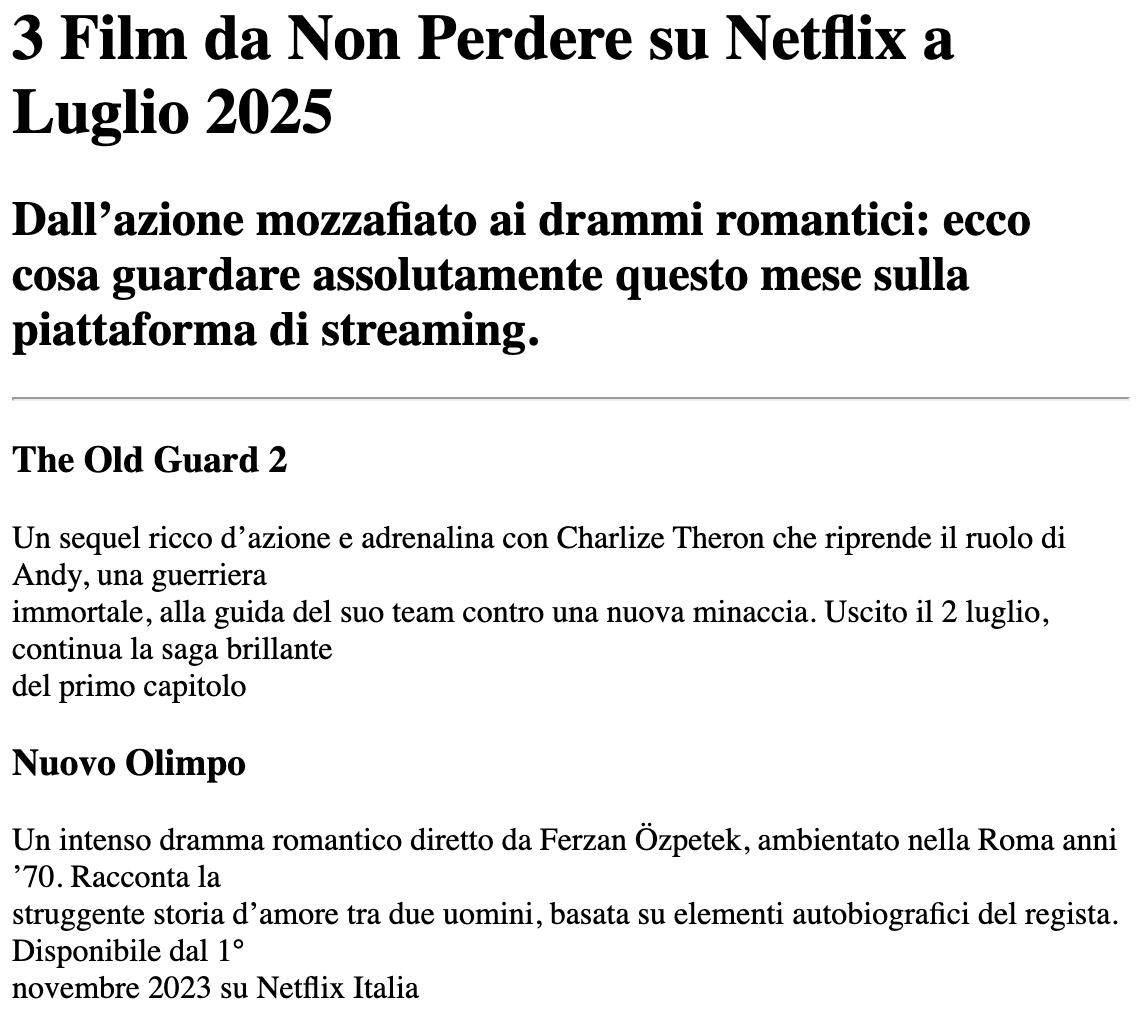 3 Film da Non Perdere su Netflix a
Luglio 2025
Dall’azione mozzafiato ai drammi romantici: ecco
cosa guardare assolutamente questo mese sulla
piattaforma di streaming.
The Old Guard 2
Un sequel ricco d’azione e adrenalina con Charlize Theron che riprende il ruolo di
Andy, una guerriera
immortale, alla guida del suo team contro una nuova minaccia. Uscito il 2 luglio,
continua la saga brillante
del primo capitolo
Nuovo Olimpo
Un intenso dramma romantico diretto da Ferzan Özpetek, ambientato nella Roma anni
’70. Racconta la
struggente storia d’amore tra due uomini, basata su elementi autobiografici del regista.
Disponibile dal 1°
novembre 2023 su Netflix Italia